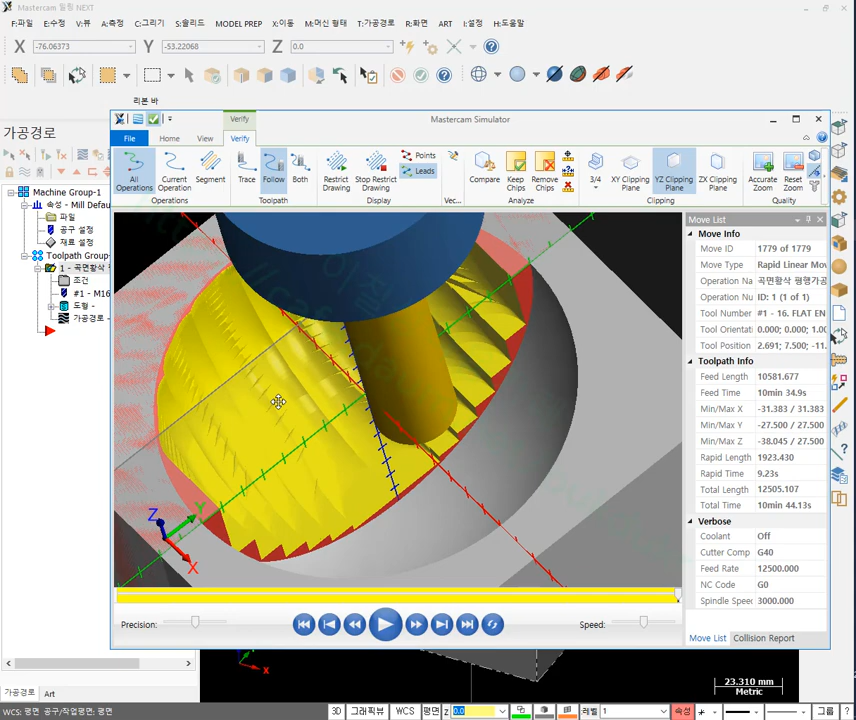 Mastercam 밀링 NEXT
F:파일 E:수정 V:뷰 A:측정 C:그리기 S:솔리드 MODEL PREP X:이동 M:머신 형태 T:가공경로 R:화면 ART I:설정 H:도움말
X -76.06373 Y -53.22068 Z 0.0
리본 바
가공경로
Machine Group-1
속성 - Mill Defau
파일
공구 설정
재료 설정
Toolpath Group-
1 - 곡면황삭
조건
#1 - M16
도형 -
가공경로 -
가공경로 Art
Verify
Mastercam Simulator
File Home View Verify
All Operations
Current Operation
Segment
Trace
Follow
Both
Restrict Drawing
Stop Restrict Drawing
Points
Leads
Vec...
Compare
Keep Chips
Remove Chips
3/4
XY Clipping Plane
YZ Clipping Plane
ZX Clipping Plane
Accurate Zoom
Reset Zoom
Operations Toolpath Display Analyze Clipping Quality
Z
Y
X
Precision:
Speed:
Move List
Move Info
Move ID 1779 of 1779
Move Type Rapid Linear Mov
Operation Na 곡면황삭 평행가공
Operation Nu ID: 1 (1 of 1)
Tool Number #1 - 16. FLAT EN
Tool Orientati 0.000; 0.000; 1.00
Tool Position 2.691; 7.500; -11.
Toolpath Info
Feed Length 10581.677
Feed Time 10min 34.9s
Min/Max X -31.383 / 31.383
Min/Max Y -27.500 / 27.500
Min/Max Z -38.045 / 27.500
Rapid Length 1923.430
Rapid Time 9.23s
Total Length 12505.107
Total Time 10min 44.13s
Verbose
Coolant Off
Cutter Comp G40
Feed Rate 12500.000
NC Code G0
Spindle Speed 3000.000
Move List Collision Report
x
23.310 mm
Metric
WCS: 평면 공구/작업평면: 평면
3D 그래픽뷰 WCS 평면 Z 0.0 레벨 1 속성 그룹 ?